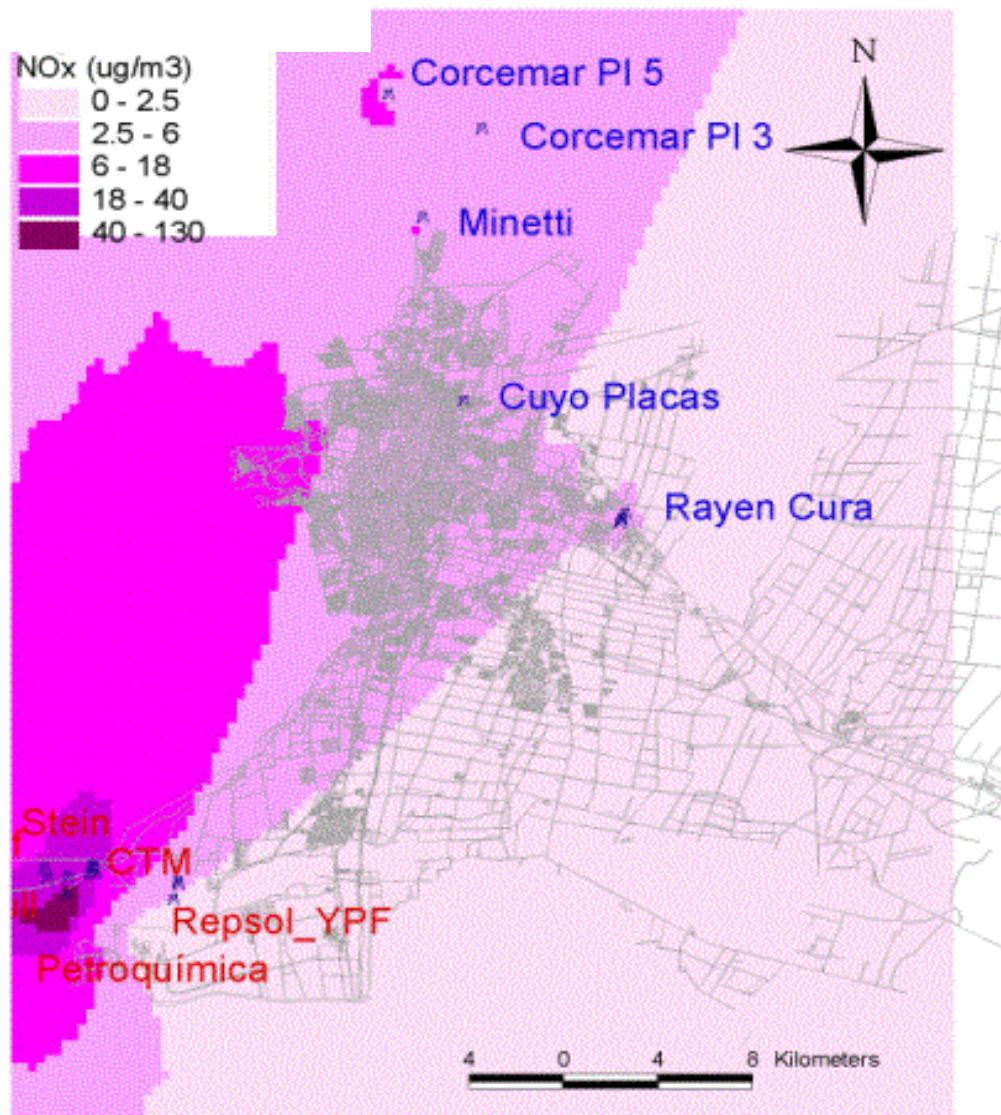 NOx (ug/m3)
0 - 2.5
2.5 - 6
6 - 18
18 - 40
40 - 130
Corcemar Pl 5
N
Corcemar Pl 3
Minetti
Cuyo Placas
Rayen Cura
Stein
CTM
Repsol_YPF
Petroquímica
4 0 4 8 Kilometers